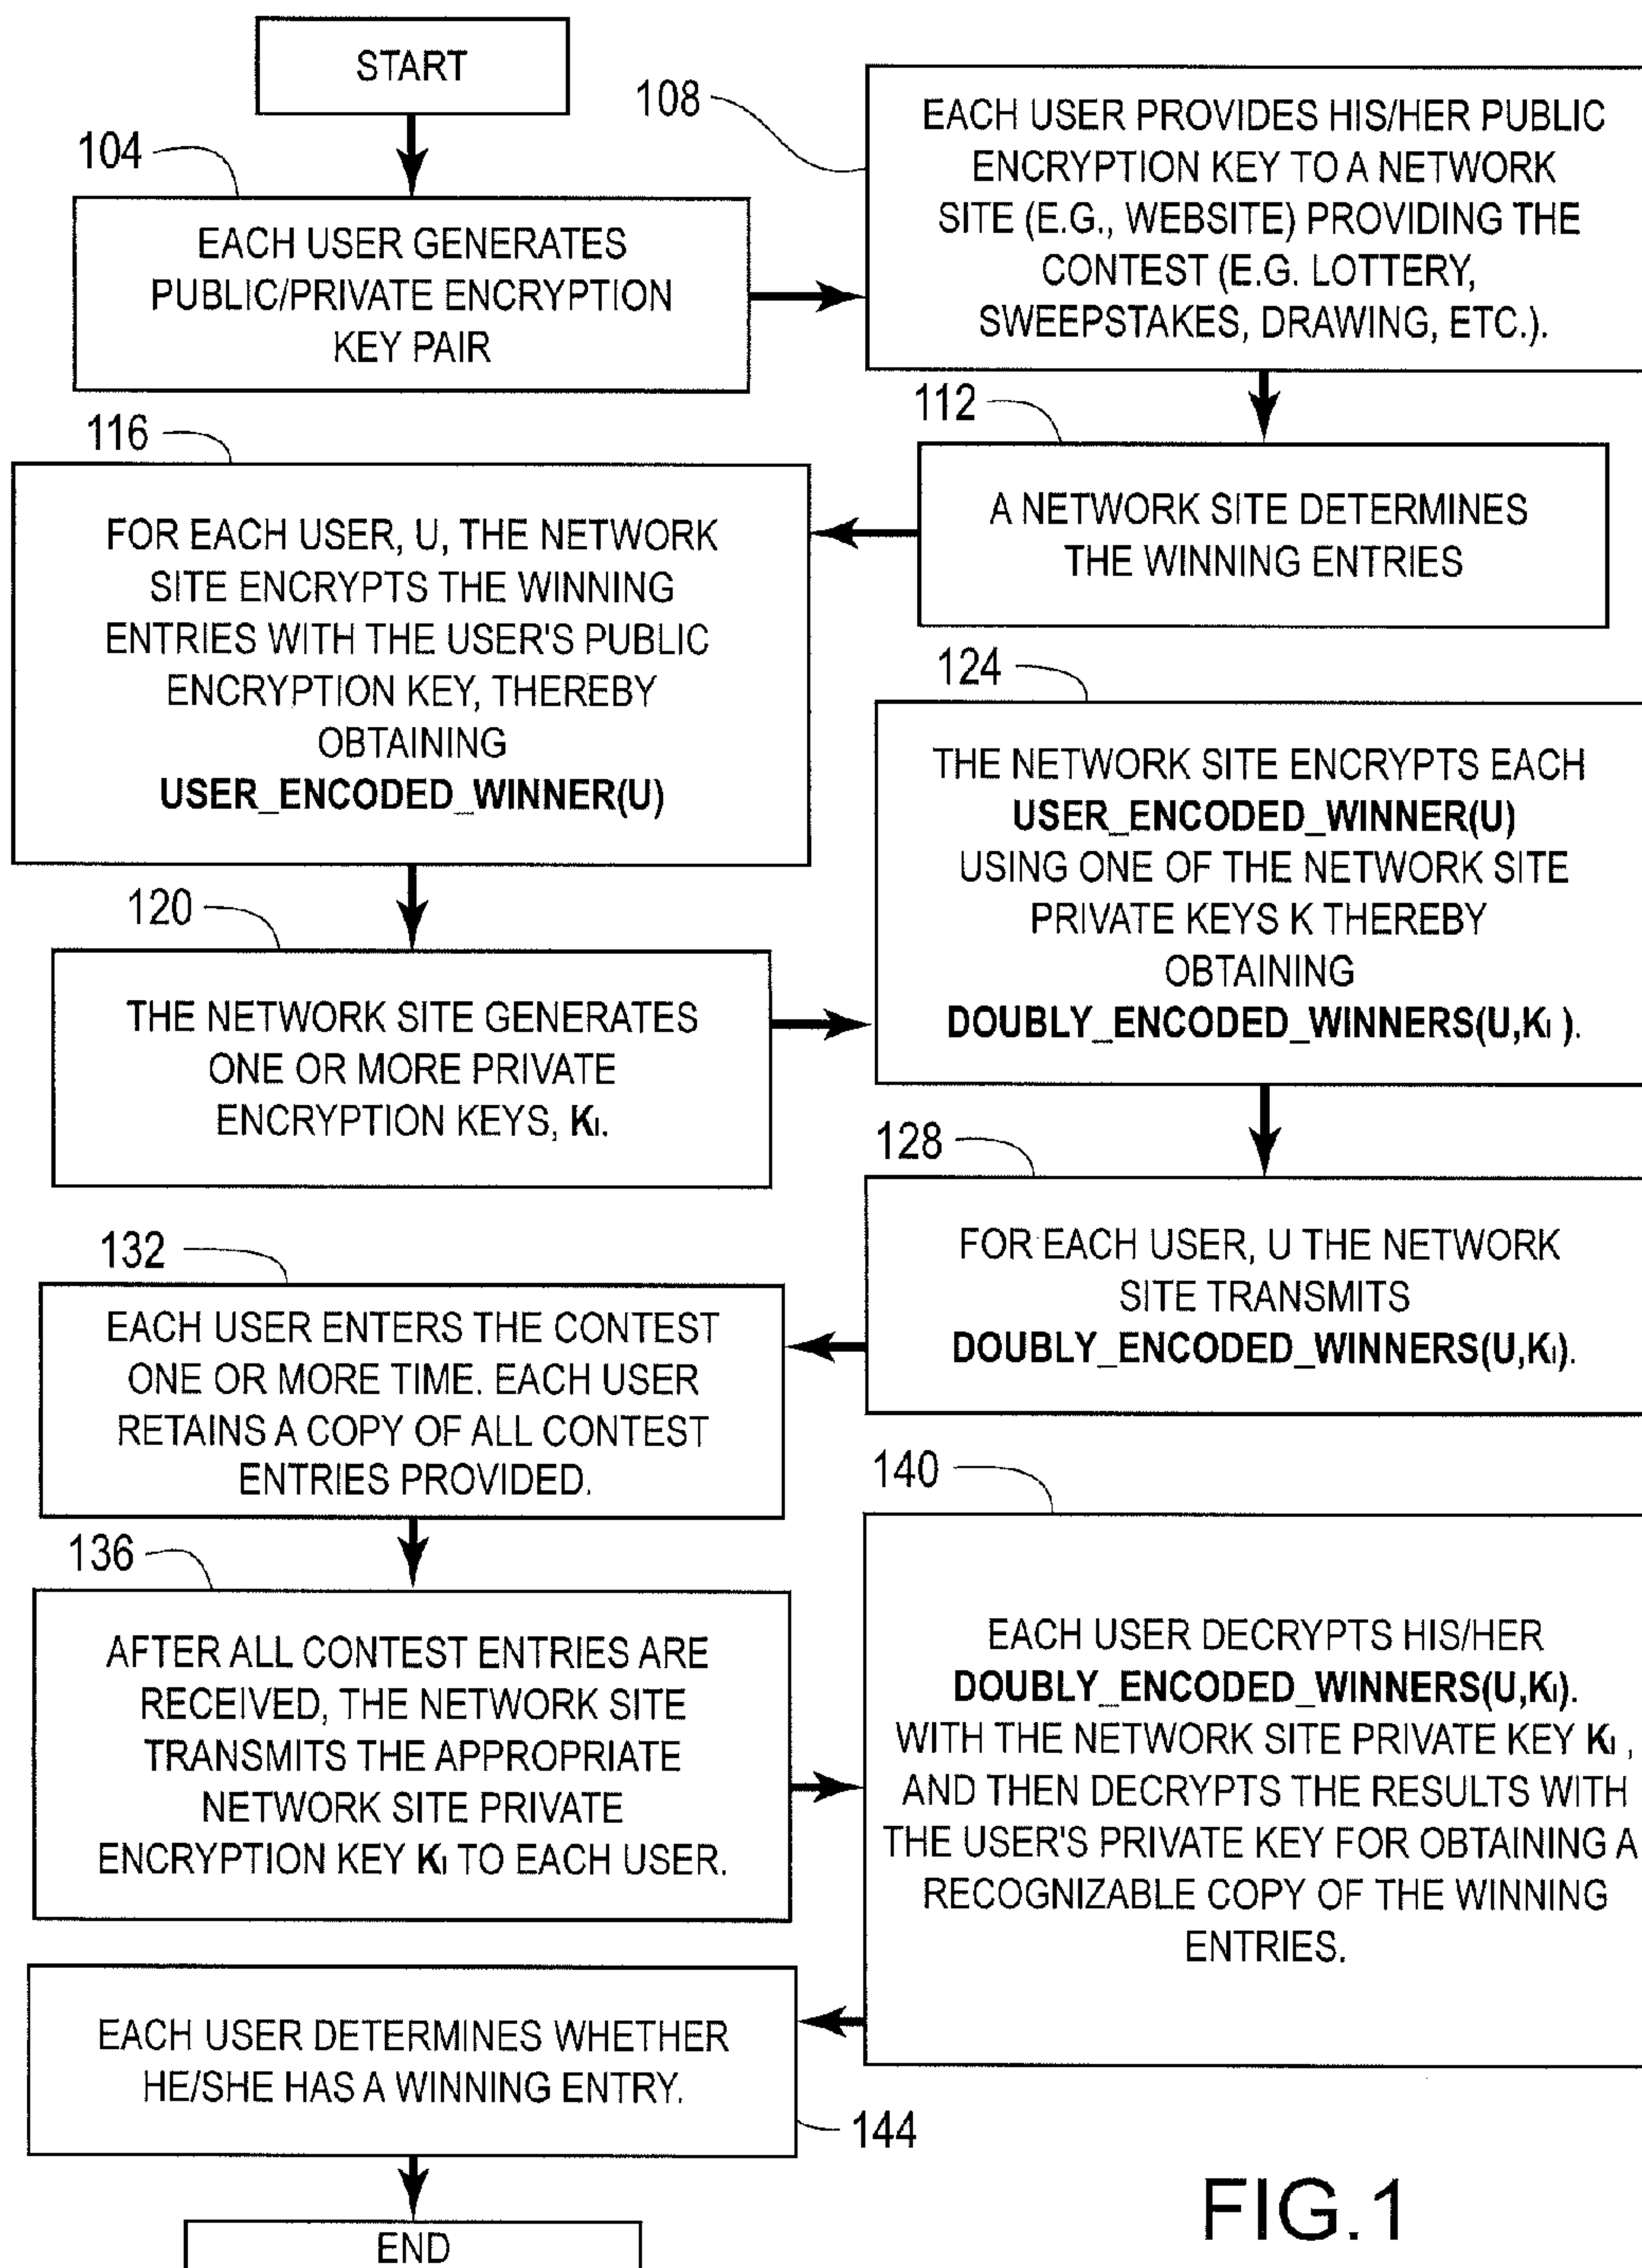 START
104
EACH USER GENERATES
PUBLIC/PRIVATE ENCRYPTION
KEY PAIR
108
EACH USER PROVIDES HIS/HER PUBLIC
ENCRYPTION KEY TO A NETWORK
SITE (E.G., WEBSITE) PROVIDING THE
CONTEST (E.G. LOTTERY,
SWEEPSTAKES, DRAWING, ETC.).
112
A NETWORK SITE DETERMINES
THE WINNING ENTRIES
116
FOR EACH USER, U, THE NETWORK
SITE ENCRYPTS THE WINNING
ENTRIES WITH THE USER'S PUBLIC
ENCRYPTION KEY, THEREBY
OBTAINING
USER_ENCODED_WINNER(U)
120
THE NETWORK SITE GENERATES
ONE OR MORE PRIVATE
ENCRYPTION KEYS, KI.
124
THE NETWORK SITE ENCRYPTS EACH
USER_ENCODED_WINNER(U)
USING ONE OF THE NETWORK SITE
PRIVATE KEYS K THEREBY
OBTAINING
DOUBLY_ENCODED_WINNERS(U,KI ).
128
FOR EACH USER, U THE NETWORK
SITE TRANSMITS
DOUBLY_ENCODED_WINNERS(U,KI).
132
EACH USER ENTERS THE CONTEST
ONE OR MORE TIME. EACH USER
RETAINS A COPY OF ALL CONTEST
ENTRIES PROVIDED.
136
AFTER ALL CONTEST ENTRIES ARE
RECEIVED, THE NETWORK SITE
TRANSMITS THE APPROPRIATE
NETWORK SITE PRIVATE
ENCRYPTION KEY KI TO EACH USER.
140
EACH USER DECRYPTS HIS/HER
DOUBLY_ENCODED_WINNERS(U,KI).
WITH THE NETWORK SITE PRIVATE KEY KI ,
AND THEN DECRYPTS THE RESULTS WITH
THE USER'S PRIVATE KEY FOR OBTAINING A
RECOGNIZABLE COPY OF THE WINNING
ENTRIES.
EACH USER DETERMINES WHETHER
HE/SHE HAS A WINNING ENTRY.
144
END
FIG.1